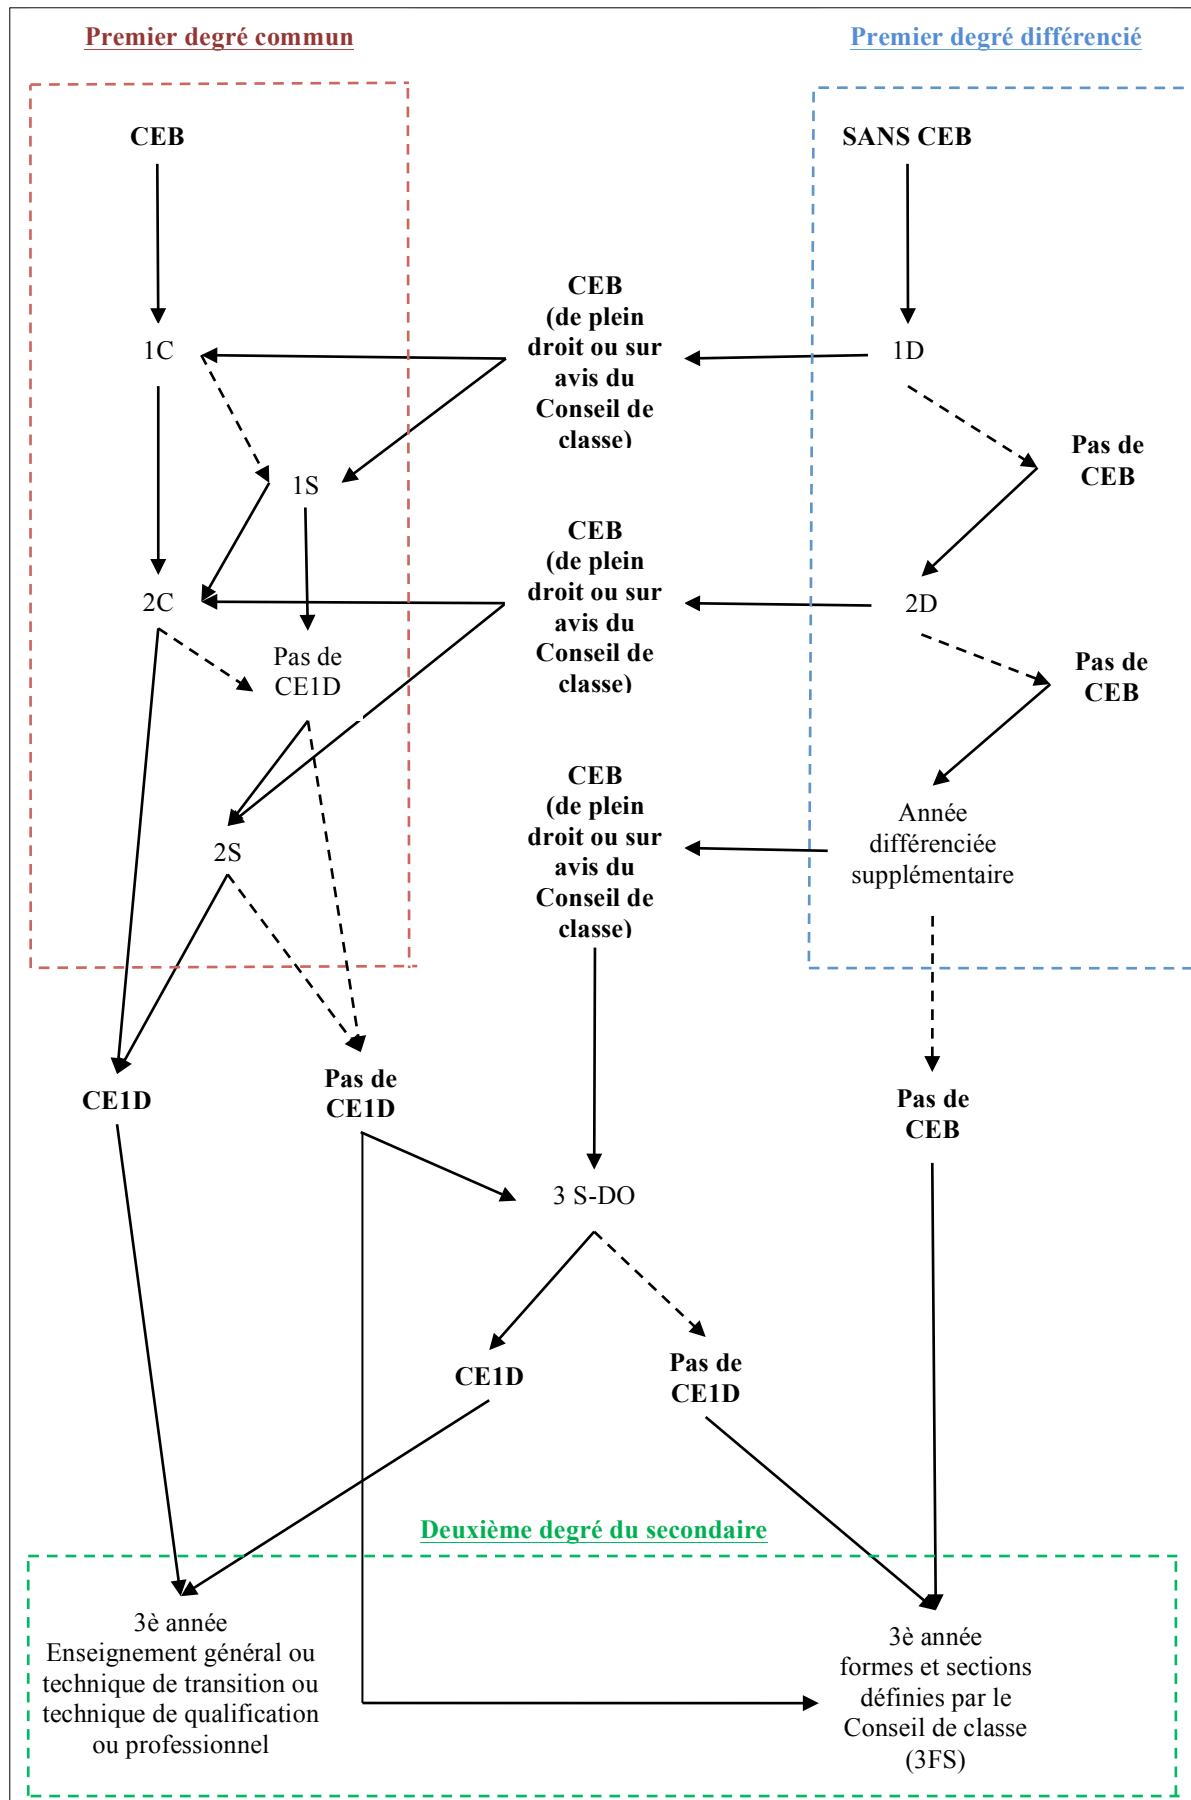 Premier degré commun
Premier degré différencié
CEB
SANS CEB
CEB
(de plein
droit ou sur
avis du
Conseil de
classe)
1C
1D
Pas de
CEB
1S
CEB
(de plein
droit ou sur
avis du
Conseil de
classe)
2C
2D
Pas de
CE1D
Pas de
CEB
CEB
(de plein
droit ou sur
avis du
Conseil de
classe)
2S
Année
différenciée
supplémentaire
CE1D
Pas de
CE1D
Pas de
CEB
3 S-DO
CE1D
Pas de
CE1D
Deuxième degré du secondaire
3è année
Enseignement général ou
technique de transition ou
technique de qualification
ou professionnel
3è année
formes et sections
définies par le
Conseil de classe
(3FS)